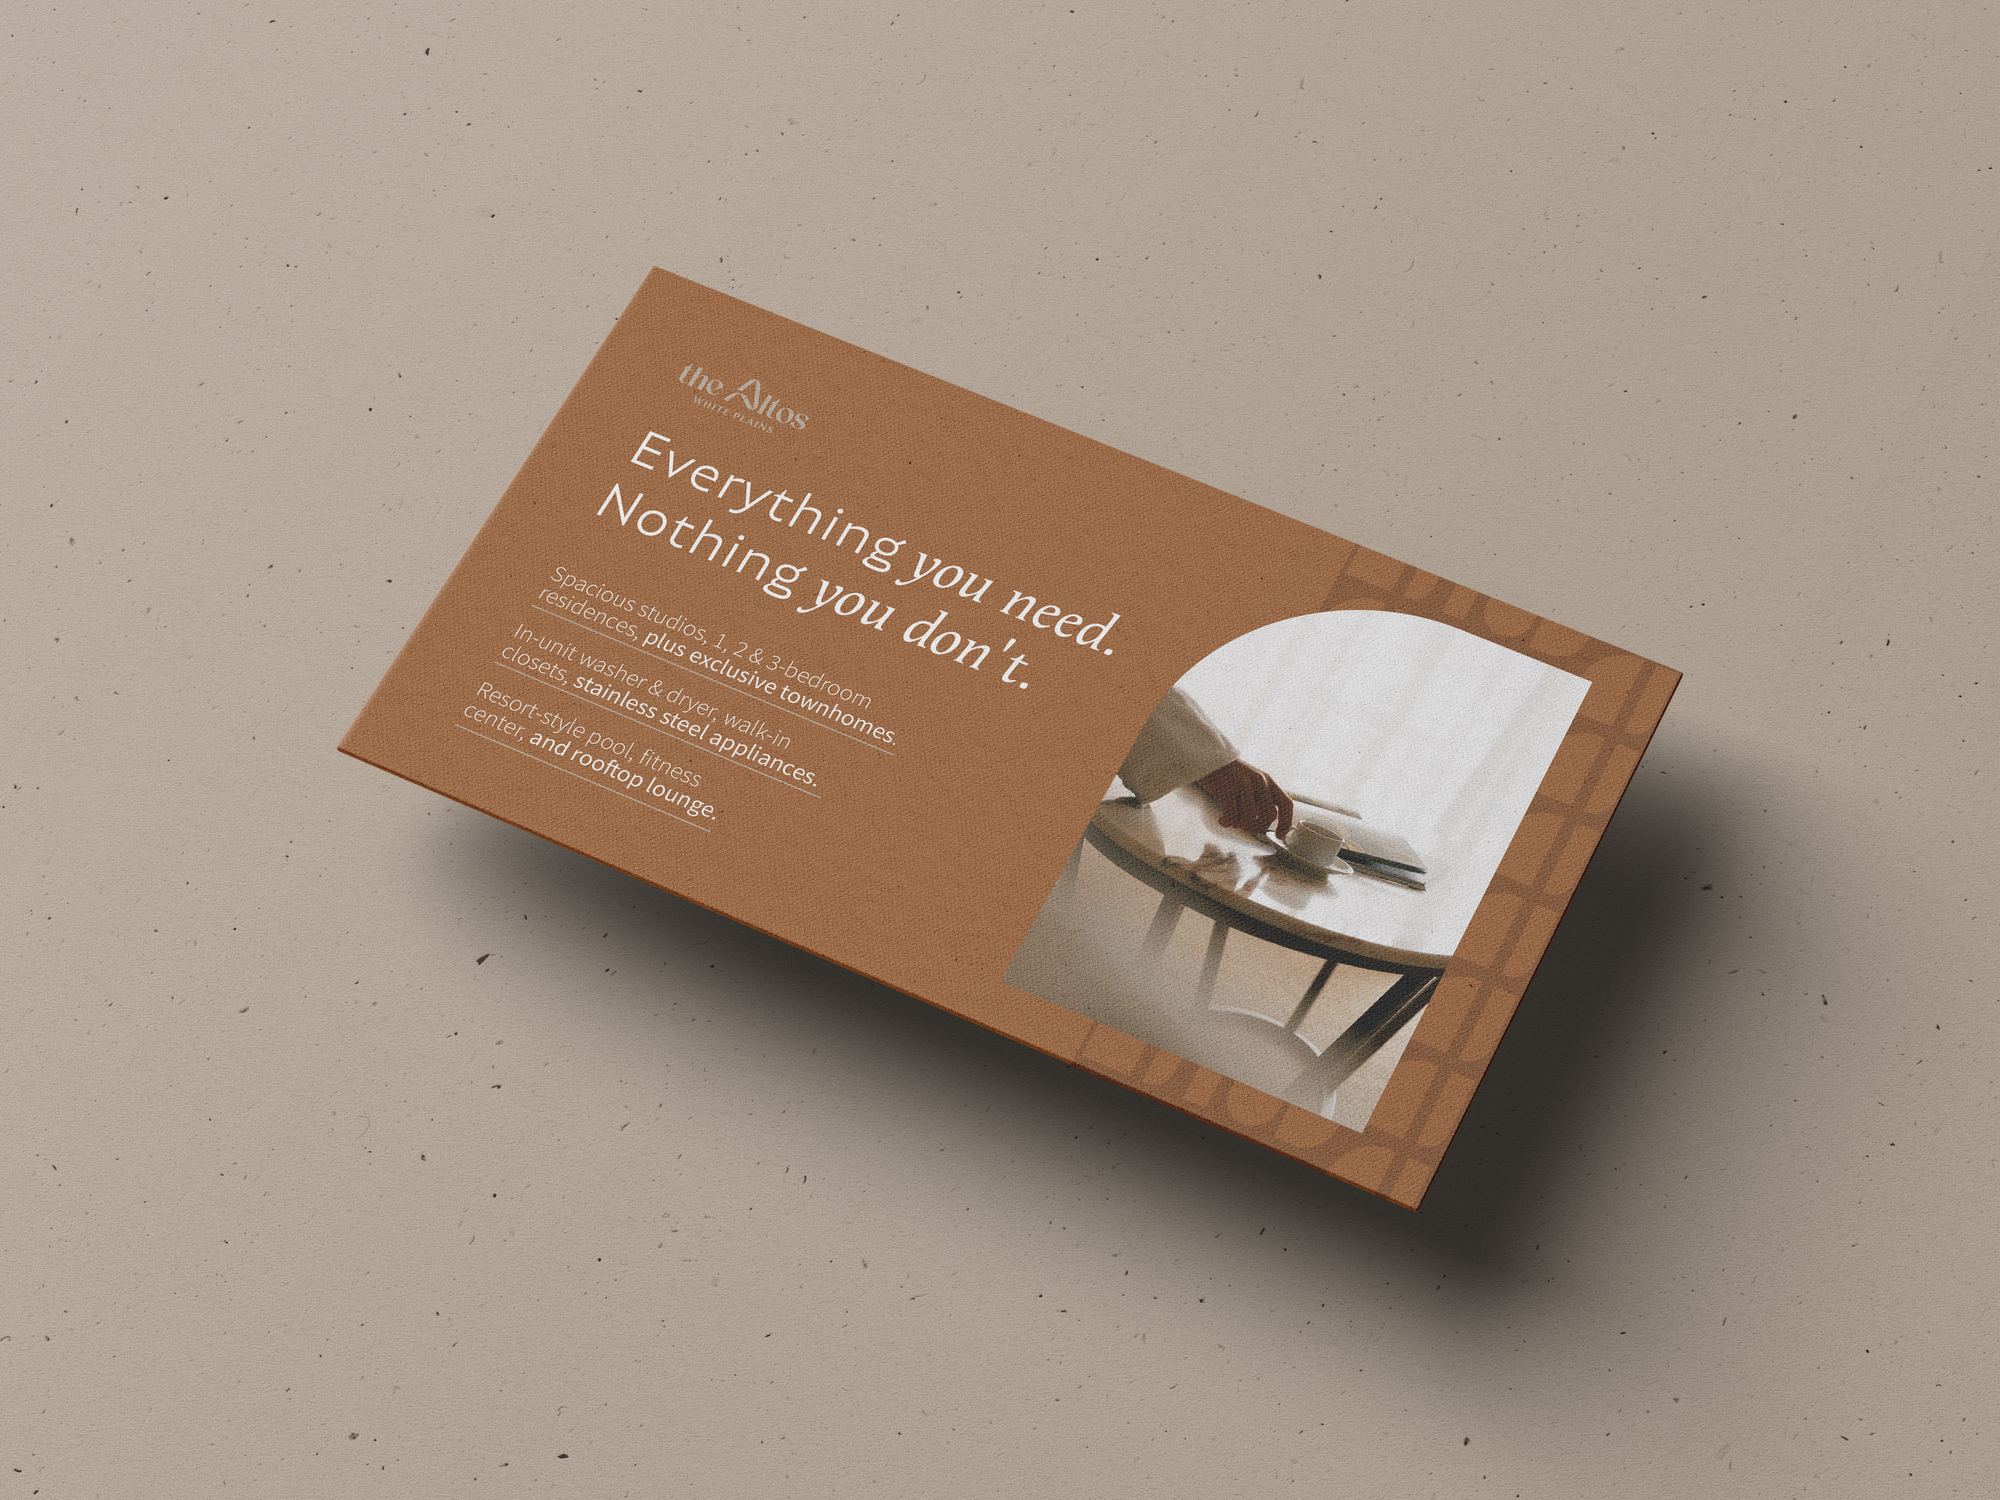 the Altos
WHITE PLAINS
Everything you need.
Nothing you don't.
Spacious studios, 1, 2 & 3-bedroom
residences, plus exclusive townhomes.
In-unit washer & dryer, walk-in
closets, stainless steel appliances.
Resort-style pool, fitness
center, and rooftop lounge.